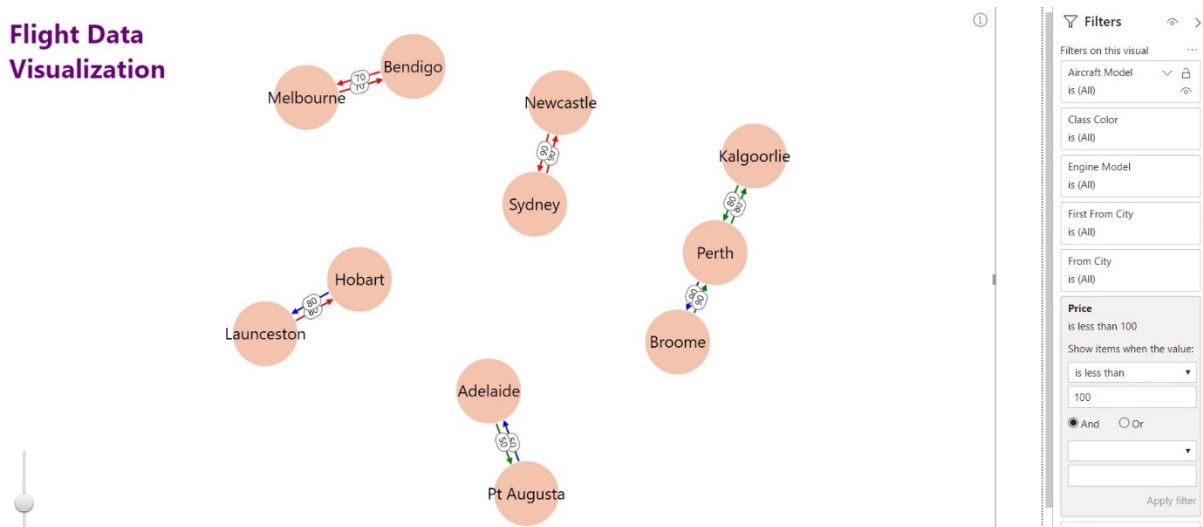 Flight Data
Visualization
Bendigo
70
70
Melbourne
Newcastle
90
90
Sydney
Kalgoorlie
80
80
Perth
90
90
Broome
Hobart
80
80
Launceston
Adelaide
50
50
Pt Augusta
Filters
Filters on this visual
Aircraft Model
is (All)
Class Color
is (All)
Engine Model
is (All)
First From City
is (All)
From City
is (All)
Price
is less than 100
Show items when the value:
is less than
100
And Or
Apply filter